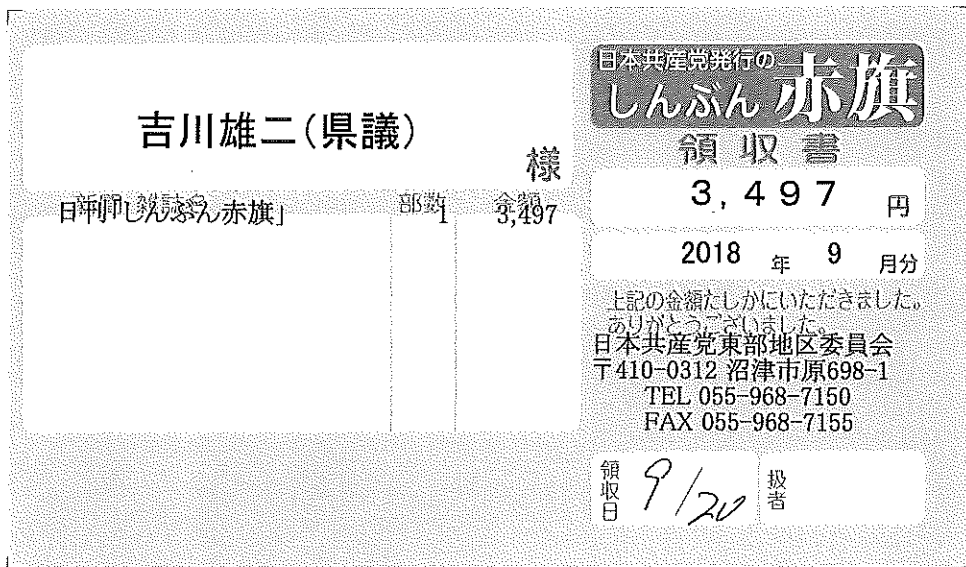 吉川雄二(県議)
様
部数 金額
日刊「しんぶん赤旗」 1 3,497
日本共産党発行の
しんぶん赤旗
領収書
3,497 円
2018 年 9 月分
上記の金額たしかにいただきました。
ありがとうございました。
日本共産党東部地区委員会
〒410-0312 沼津市原698-1
TEL 055-968-7150
FAX 055-968-7155
領収日 9/20
扱者